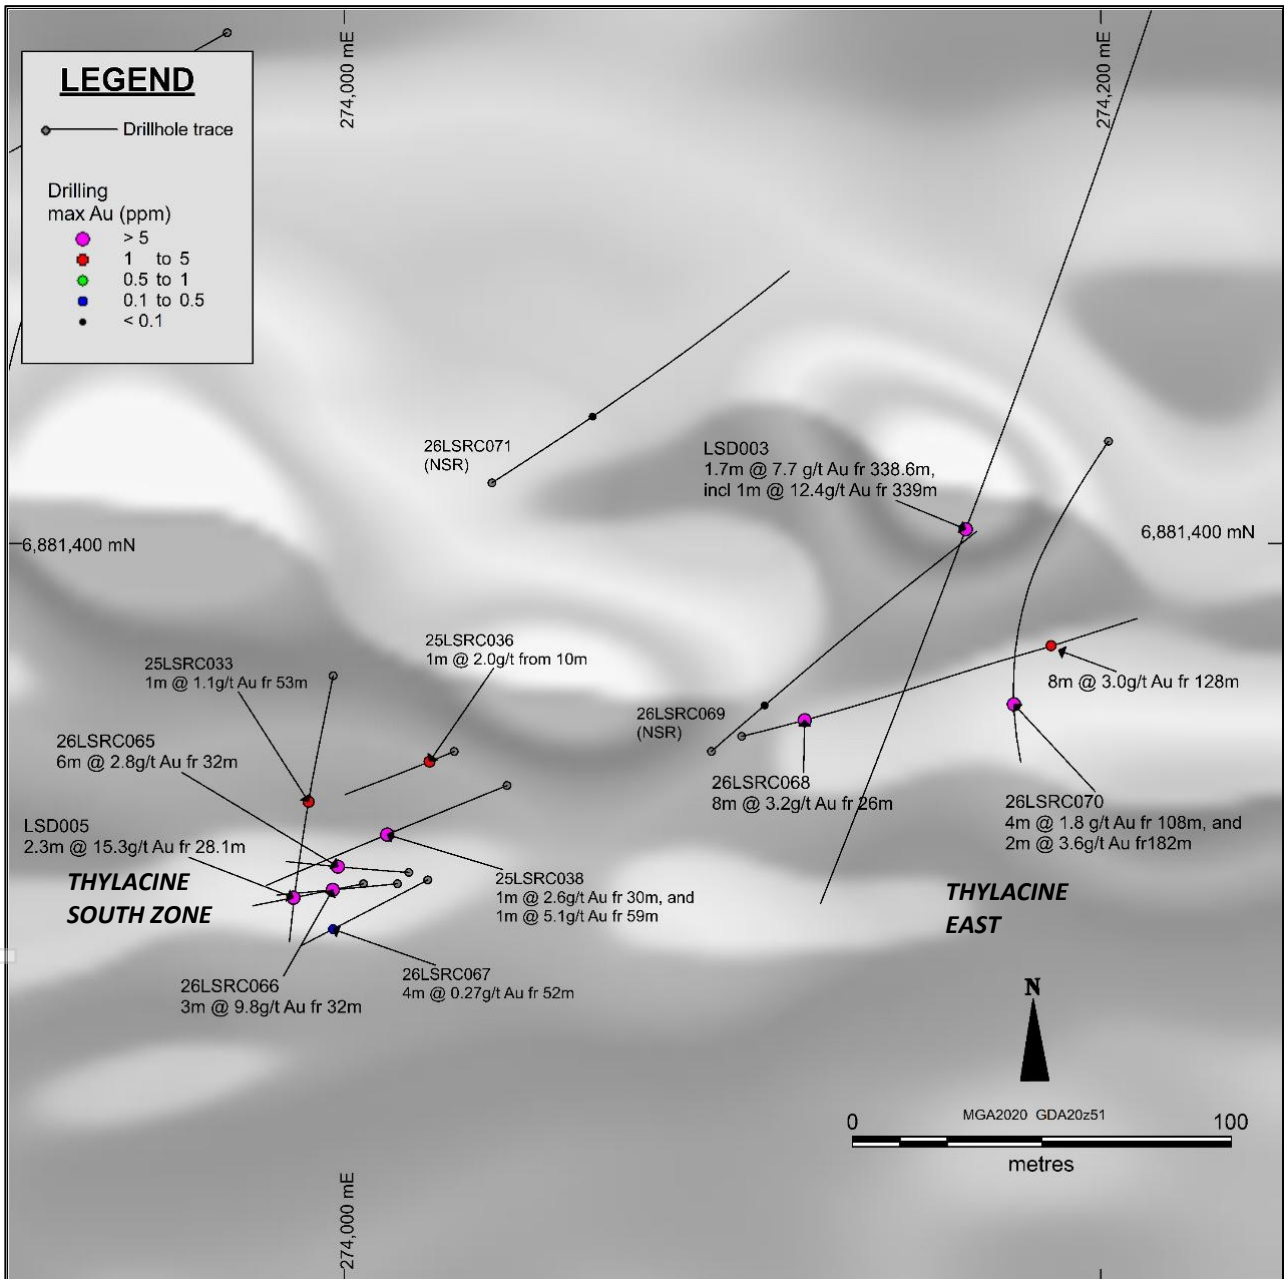 LEGEND
Drillhole trace
Drilling
max Au (ppm)
> 5
1 to 5
0.5 to 1
0.1 to 0.5
< 0.1
274,000 mE
274,200 mE
26LSRC071
(NSR)
LSD003
1.7m @ 7.7 g/t Au fr 338.6m,
incl 1m @ 12.4g/t Au fr 339m
6,881,400 mN
6,881,400 mN
25LSRC036
1m @ 2.0g/t from 10m
25LSRC033
1m @ 1.1g/t Au fr 53m
8m @ 3.0g/t Au fr 128m
26LSRC069
(NSR)
26LSRC065
6m @ 2.8g/t Au fr 32m
26LSRC068
8m @ 3.2g/t Au fr 26m
26LSRC070
4m @ 1.8 g/t Au fr 108m, and
2m @ 3.6g/t Au fr182m
LSD005
2.3m @ 15.3g/t Au fr 28.1m
THYLACINE
SOUTH ZONE
25LSRC038
1m @ 2.6g/t Au fr 30m, and
1m @ 5.1g/t Au fr 59m
THYLACINE
EAST
26LSRC067
4m @ 0.27g/t Au fr 52m
26LSRC066
3m @ 9.8g/t Au fr 32m
N
MGA2020 GDA20z51
0 100
metres
274,000 mE